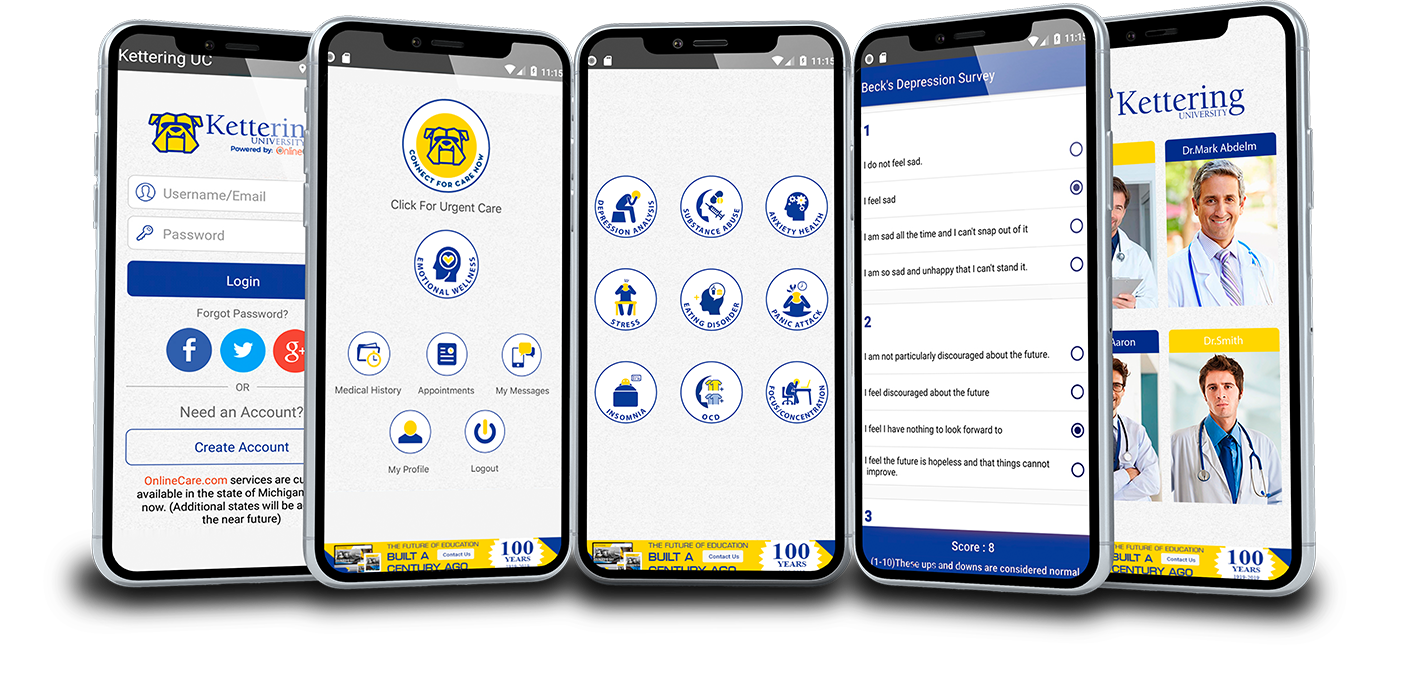 Kettering UC
Kettering
UNIVERSITY
Powered by:
Username/Email
Password
Login
Forgot Password?
f
g+
OR
Need an Account?
Create Account
OnlineCare.com services are
available in the state of Michigan
now. (Additional states will be
the near future)
11:15
CONNECT FOR CARE NOW
Click For Urgent Care
EMOTIONAL WELLNESS
Medical History
Appointments
My Messages
My Profile
Logout
THE FUTURE OF EDUCATION
BUILT A
CENTURY AGO
Contact Us
100
YEARS
1919-2019
11:15
DEPRESSION ANALYSIS
SUBSTANCE ABUSE
ANXIETY HEALTH
STRESS
EATING DISORDER
PANIC ATTACK
INSOMNIA
OCD
FOCUS/CONCENTRATION
THE FUTURE OF EDUCATION
BUILT A
CENTURY AGO
Contact Us
100
YEARS
11:15
Beck's Depression Survey
1
I do not feel sad.
I feel sad
I am sad all the time and I can't snap out of it
I am so sad and unhappy that I can't stand it.
2
I am not particularly discouraged about the future.
I feel discouraged about the future
I feel I have nothing to look forward to
I feel the future is hopeless and that things cannot
improve.
3
Score : 8
(1-10)These ups and downs are considered normal
Kettering
UNIVERSITY
Dr.Mark Abdelm
Aaron
Dr.Smith
THE FUTURE OF EDUCATION
BUILT A
CENTURY AGO
Contact Us
100
YEARS
1919-2019